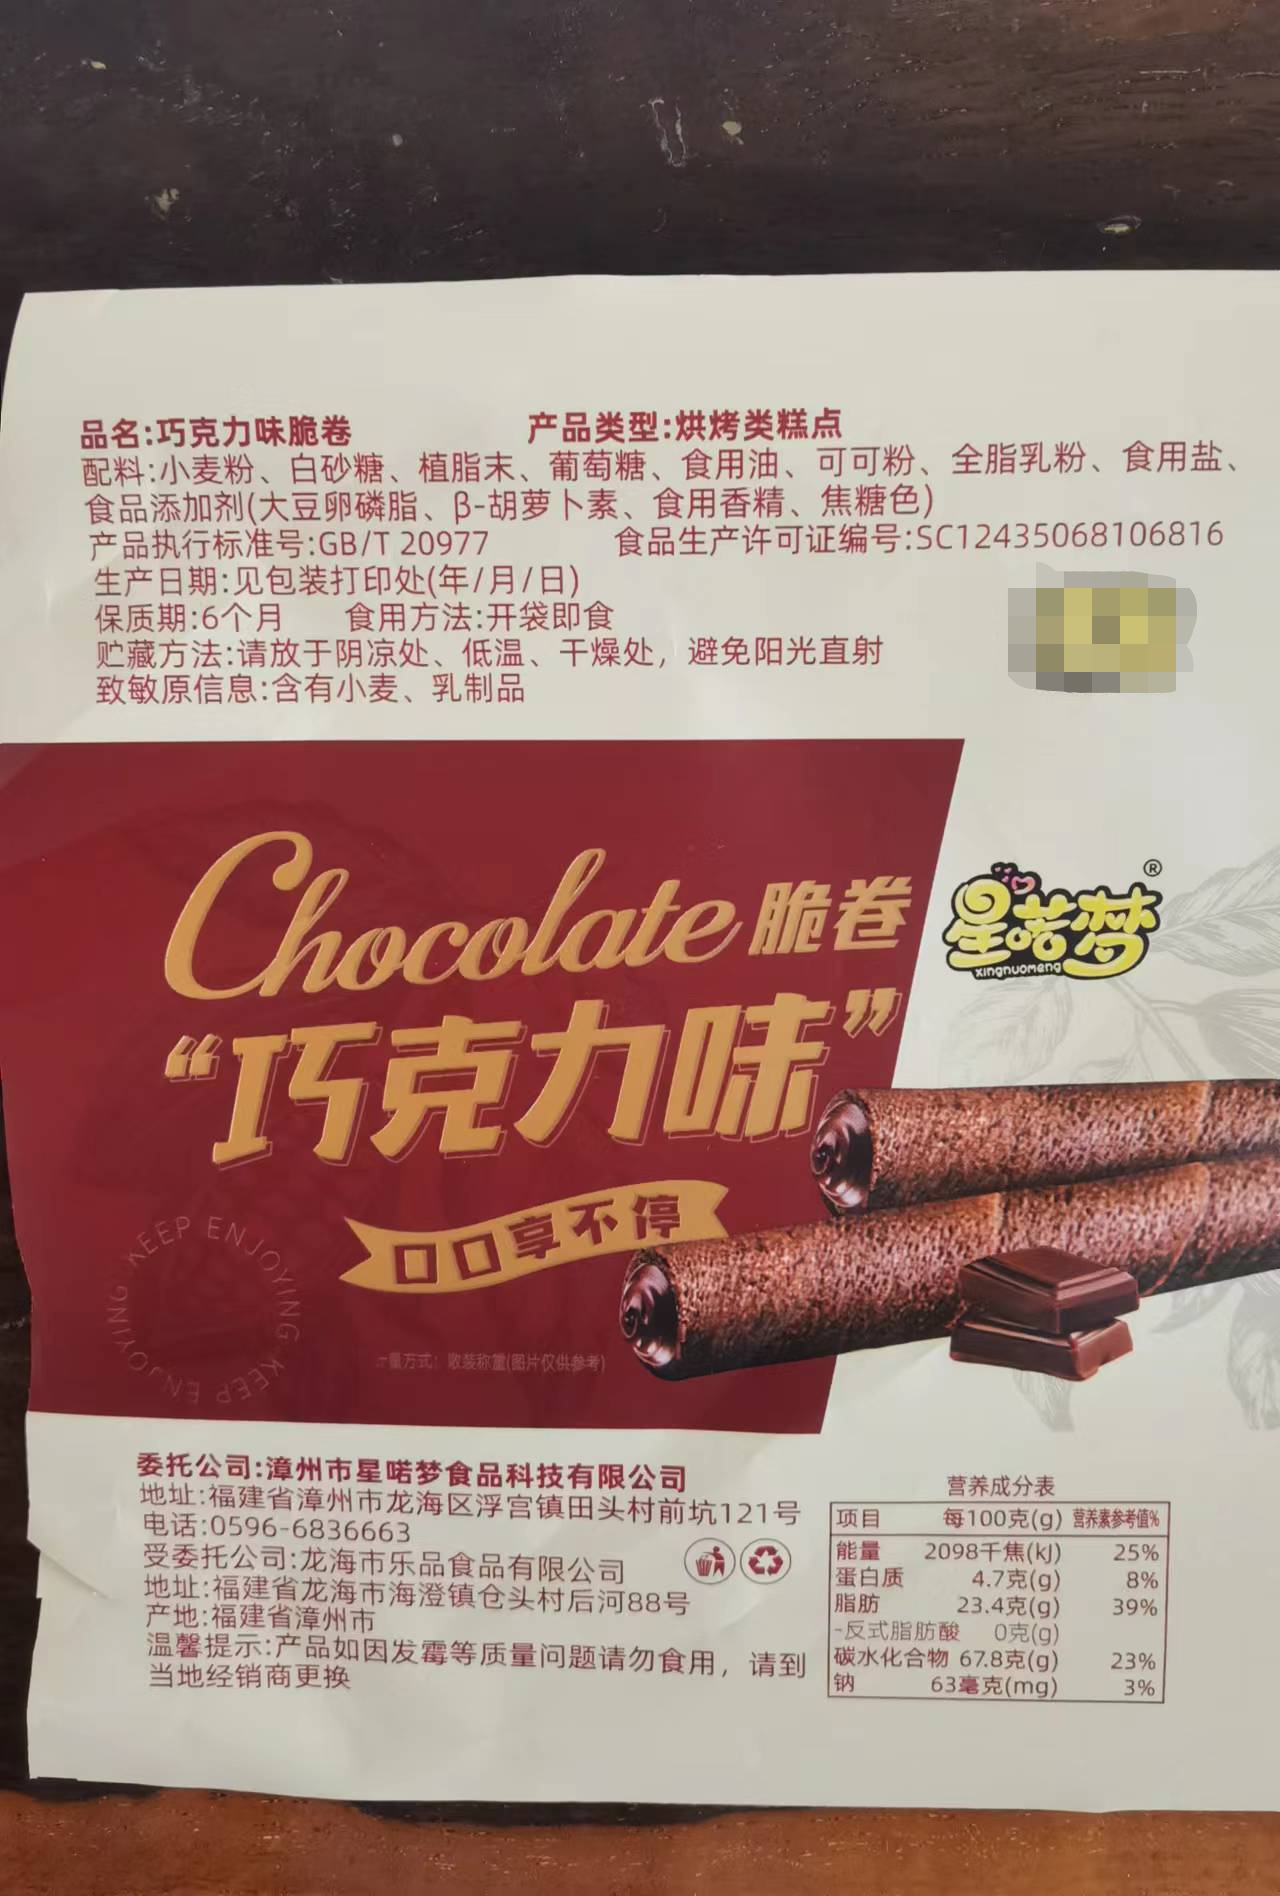 品名:巧克力味脆卷 产品类型:烘烤类糕点
配料:小麦粉、白砂糖、植脂末、葡萄糖、食用油、可可粉、全脂乳粉、食用盐、
食品添加剂(大豆卵磷脂、β-胡萝卜素、食用香精、焦糖色)
产品执行标准号:GB/T 20977 食品生产许可证编号:SC12435068106816
生产日期:见包装打印处(年/月/日)
保质期:6个月 食用方法:开袋即食
贮藏方法:请放于阴凉处、低温、干燥处，避免阳光直射
致敏原信息:含有小麦、乳制品
Chocolate 脆卷
星喏梦®
xingnuomeng
“巧克力味”
口口享不停
KEEP ENJOYING KEEP ENJOYING
量方式：散装称重(图片仅供参考)
委托公司:漳州市星喏梦食品科技有限公司
地址:福建省漳州市龙海区浮宫镇田头村前坑121号
电话:0596-6836663
受委托公司:龙海市乐品食品有限公司
地址:福建省龙海市海澄镇仓头村后河88号
产地:福建省漳州市
温馨提示:产品如因发霉等质量问题请勿食用，请到
当地经销商更换
营养成分表
项目 每100克(g) 营养素参考值%
能量 2098千焦(kJ) 25%
蛋白质 4.7克(g) 8%
脂肪 23.4克(g) 39%
-反式脂肪酸 0克(g)
碳水化合物 67.8克(g) 23%
钠 63毫克(mg) 3%